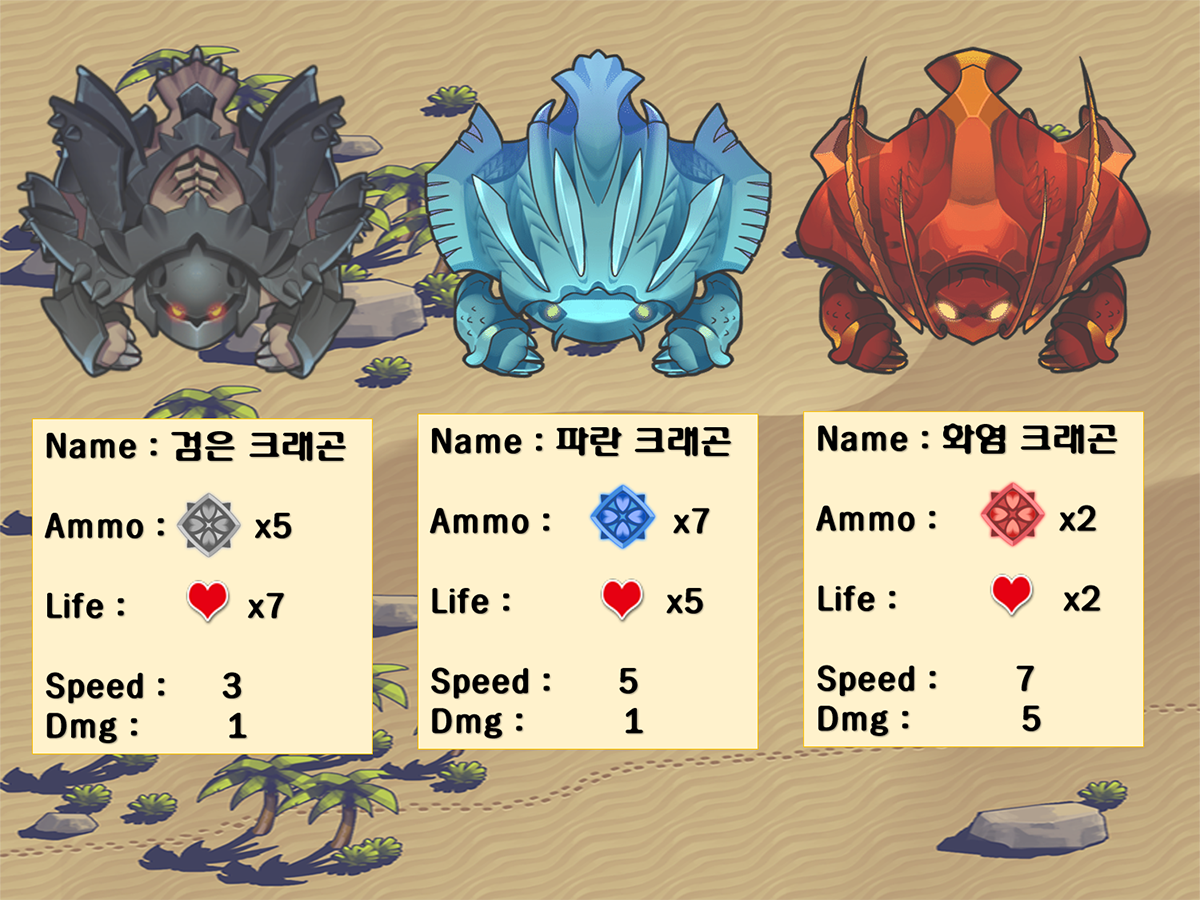 Name : 검은 크래곤
Ammo : x5
Life : x7
Speed : 3
Dmg : 1
Name : 파란 크래곤
Ammo : x7
Life : x5
Speed : 5
Dmg : 1
Name : 화염 크래곤
Ammo : x2
Life : x2
Speed : 7
Dmg : 5